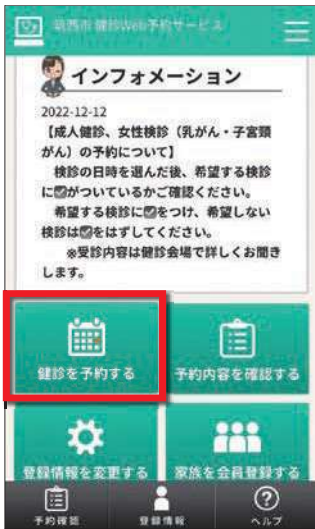 筑西市 健診Web予約サービス
インフォメーション
2022-12-12
【成人健診、女性検診（乳がん・子宮頸
がん）の予約について】
検診の日時を選んだ後、希望する検診
に☑がついているかご確認ください。
希望する検診に☑をつけ、希望しない
検診は☑をはずしてください。
※受診内容は健診会場で詳しくお聞き
します。
健診を予約する
予約内容を確認する
登録情報を変更する
家族を会員登録する
予約確認
登録情報
ヘルプ